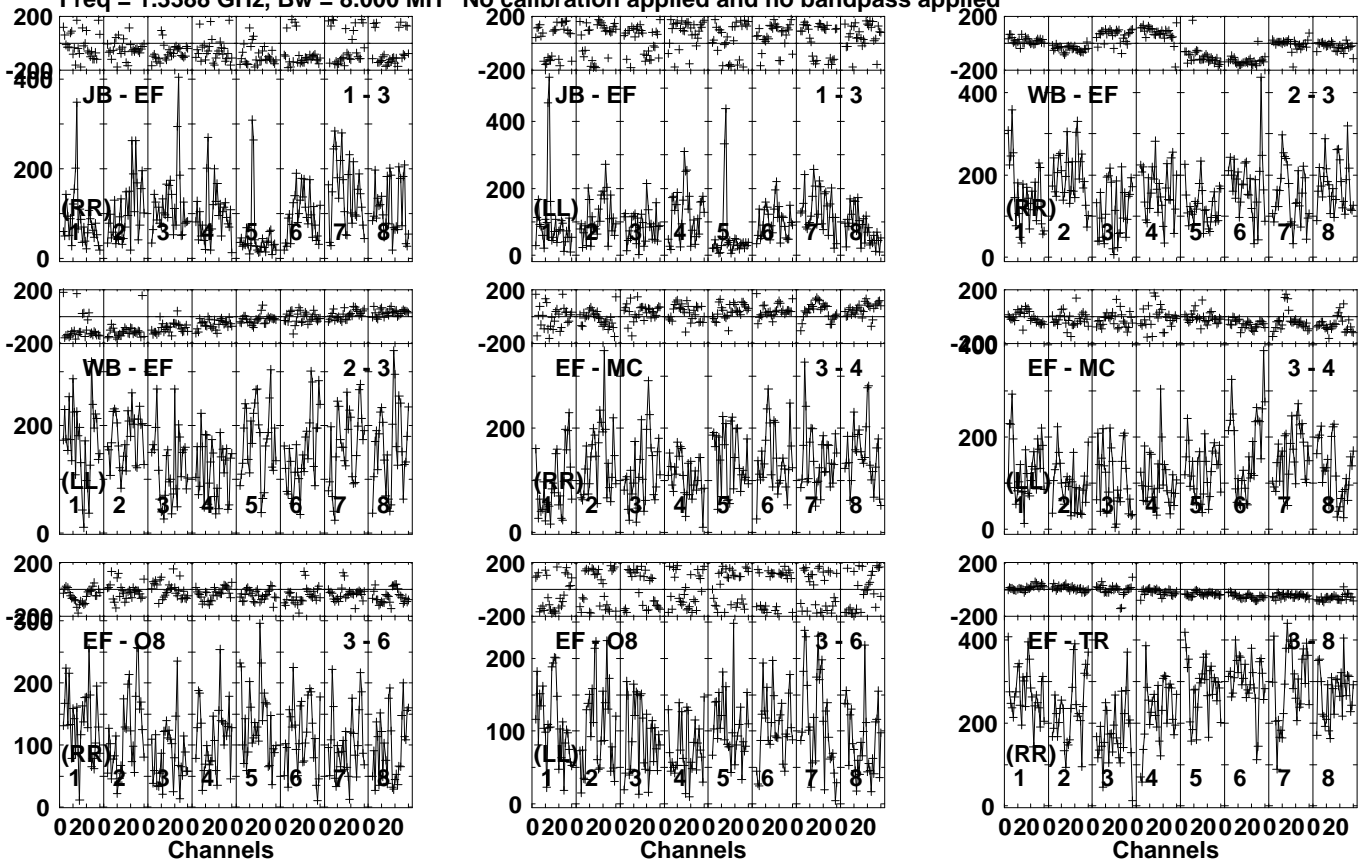 Freq = 1.5388 GHz, Bw = 8.000 MH No calibration applied and no bandpass applied
200 200 200
-200 -200
400 JB - EF 1 - 3 JB - EF 1 - 3 WB - EF 2 - 3
400 400
200 200 200
(RR) (LL) (RR)
1 2 3 4 5 6 7 8 1 2 3 4 5 6 7 8 1 2 3 4 5 6 7 8
0 0 0
200 200 200
-200 -200 -200
400
WB - EF 2 - 3 EF - MC 3 - 4 EF - MC 3 - 4
200 200 200
(LL) (RR) (LL)
1 2 3 4 5 6 7 8 1 2 3 4 5 6 7 8 1 2 3 4 5 6 7 8
0 0 0
200 200 200
-200 -200 -200
300
EF - O8 3 - 6 EF - O8 3 - 6 EF - TR 3 - 8
400
200 200 200
100 100
(RR) (LL) (RR)
1 2 3 4 5 6 7 8 1 2 3 4 5 6 7 8 1 2 3 4 5 6 7 8
0 0 0
0 20 0 20 0 20 0 20 0 20 0 20 0 20 0 20 0 20 0 20 0 20 0 20 0 20 0 20 0 20 0 20 0 20 0 20 0 20 0 20 0 20 0 20 0 20 0 20
Channels Channels Channels